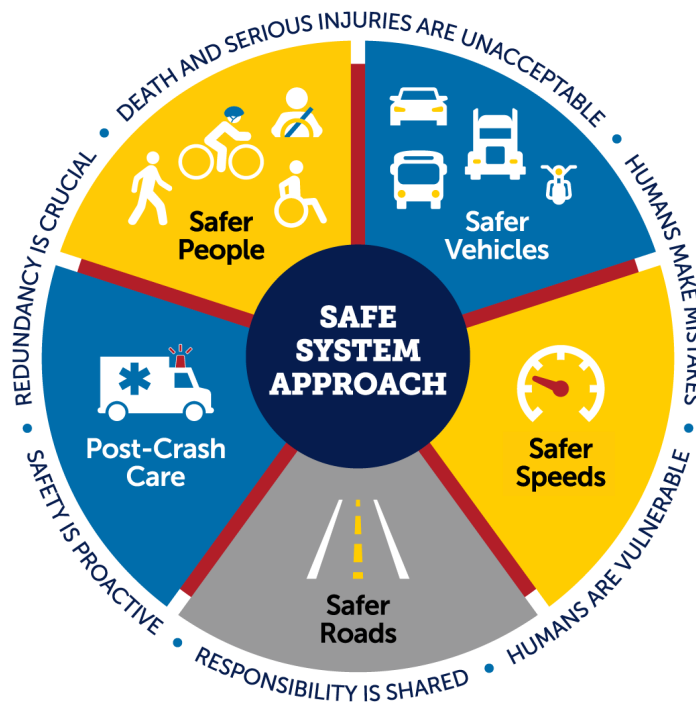 DEATH AND SERIOUS INJURIES ARE UNACCEPTABLE
HUMANS MAKE MISTAKES
HUMANS ARE VULNERABLE
RESPONSIBILITY IS SHARED
SAFETY IS PROACTIVE
REDUNDANCY IS CRUCIAL
Safer
People
Safer
Vehicles
SAFE
SYSTEM
APPROACH
Safer
Speeds
Post-Crash
Care
Safer
Roads